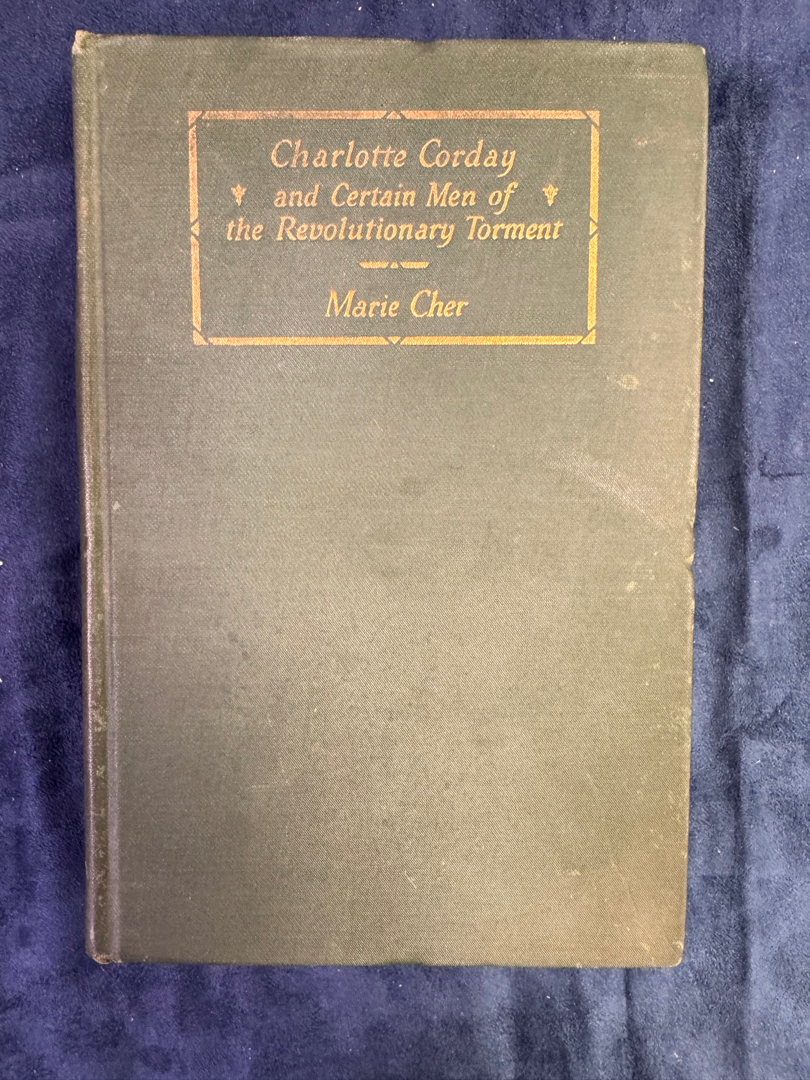 Charlotte Corday
and Certain Men of
the Revolutionary Torment
Marie Cher